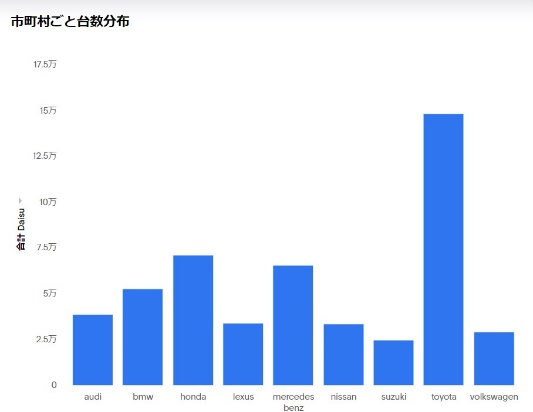 市町村ごと台数分布
17.5万
15万
12.5万
10万
7.5万
5万
2.5万
0
合計 Daisu
audi
bmw
honda
lexus
mercedes
benz
nissan
suzuki
toyota
volkswagen